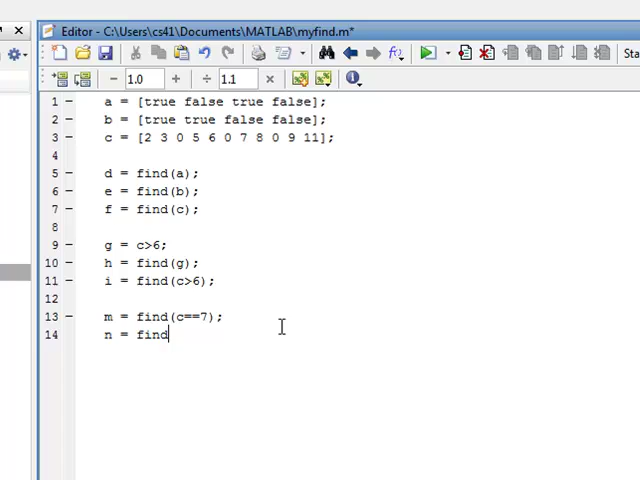 Editor - C:\Users\cs41\Documents\MATLAB\myfind.m*
Sta
1.0
1.1
1 a = [true false true false];
2 b = [true true false false];
3 c = [2 3 0 5 6 0 7 8 0 9 11];
4
5 d = find(a);
6 e = find(b);
7 f = find(c);
8
9 g = c>6;
10 h = find(g);
11 i = find(c>6);
12
13 m = find(c==7);
14 n = find